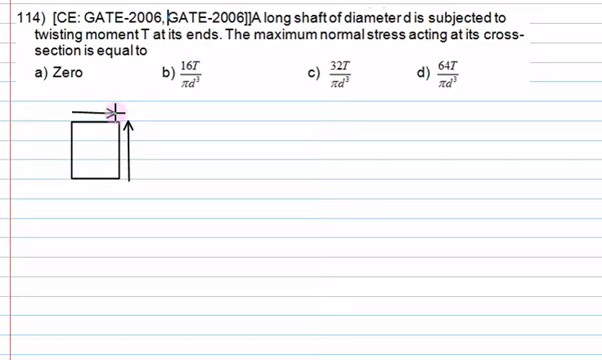 114) [CE: GATE-2006, GATE-2006]]A long shaft of diameter d is subjected to
twisting moment T at its ends. The maximum normal stress acting at its cross-
section is equal to
a) Zero b) 16T/πd³ c) 32T/πd³ d) 64T/πd³